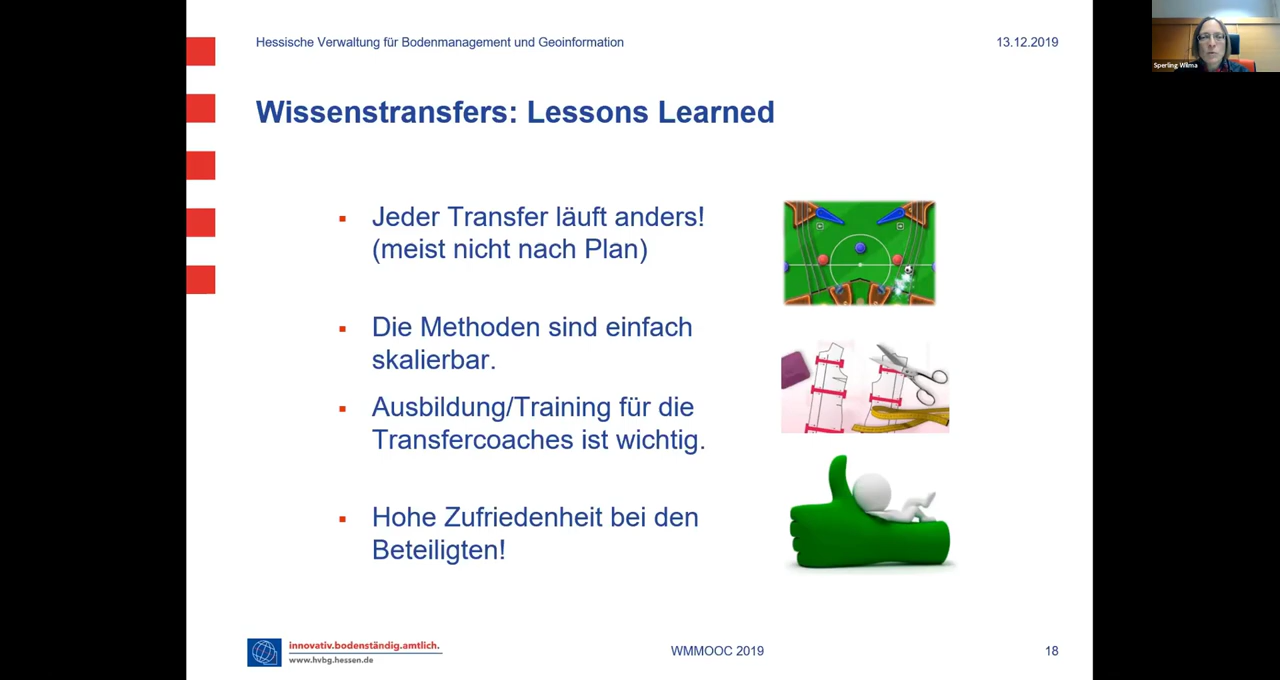 Hessische Verwaltung für Bodenmanagement und Geoinformation
13.12.2019
Sperling Wilma
Wissenstransfers: Lessons Learned
Jeder Transfer läuft anders!
(meist nicht nach Plan)
Die Methoden sind einfach
skalierbar.
Ausbildung/Training für die
Transfercoaches ist wichtig.
Hohe Zufriedenheit bei den
Beteiligten!
innovativ.bodenständig.amtlich.
www.hvbg.hessen.de
WMMOOC 2019
18